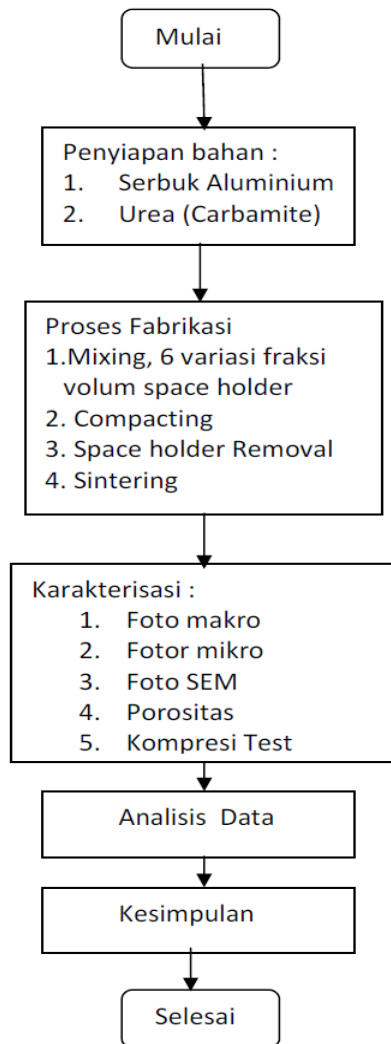 Mulai
Penyiapan bahan :
1. Serbuk Aluminium
2. Urea (Carbamite)
Proses Fabrikasi
1.Mixing, 6 variasi fraksi
volum space holder
2. Compacting
3. Space holder Removal
4. Sintering
Karakterisasi :
1. Foto makro
2. Fotor mikro
3. Foto SEM
4. Porositas
5. Kompresi Test
Analisis Data
Kesimpulan
Selesai